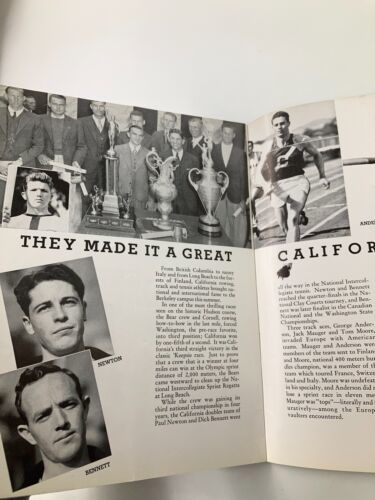 ANDE
THEY MADE IT A GREAT
CALIFOR
From British Columbia to sunny
Italy and from Long Beach to the for-
ests of Finland, California rowing,
track and tennis athletes brought na-
tional and international fame to the
Berkeley campus this summer.
In one of the most thrilling races
seen on the historic Hudson course,
the Bear crew and Cornell, rowing
bow-to-bow in the last mile, forced
Washington, the pre-race favorite,
into third position; California won
by one-fifth of a second. It was Cal-
ifornia's third straight victory in the
classic 'Keepsie race. Just to prove
that a crew that is a winner at four
miles can win at the Olympic sprint
distance of 2,000 meters, the Bears
came westward to clean up the Na-
tional Intercollegiate Sprint Regatta
at Long Beach.
While the crew was gaining its
third national championship in four
years, the California doubles team of
Paul Newton and Dick Bennett went
NEWTON
BENNETT
all the way in the National Intercol-
legiate tennis. Newton and Bennett
reached the quarter-finals in the Na-
tional Clay Courts tourney, and Ben-
nett was later finalist in the Canadian
National and the Washington State
Championships.
Three track aces, George Ander-
son, Jack Mauger and Tom Moore,
invaded Europe with American
teams. Mauger and Anderson were
members of the team sent to Finland
and Moore, national 400 meters hur-
dles champion, was a member of the
team which toured France, Switzer-
land and Italy. Moore was undefeated
in his specialty, and Anderson did not
lose a sprint race in eleven meets.
Mauger was "tops"—literally and fig-
uratively—among the European
vaulters encountered.